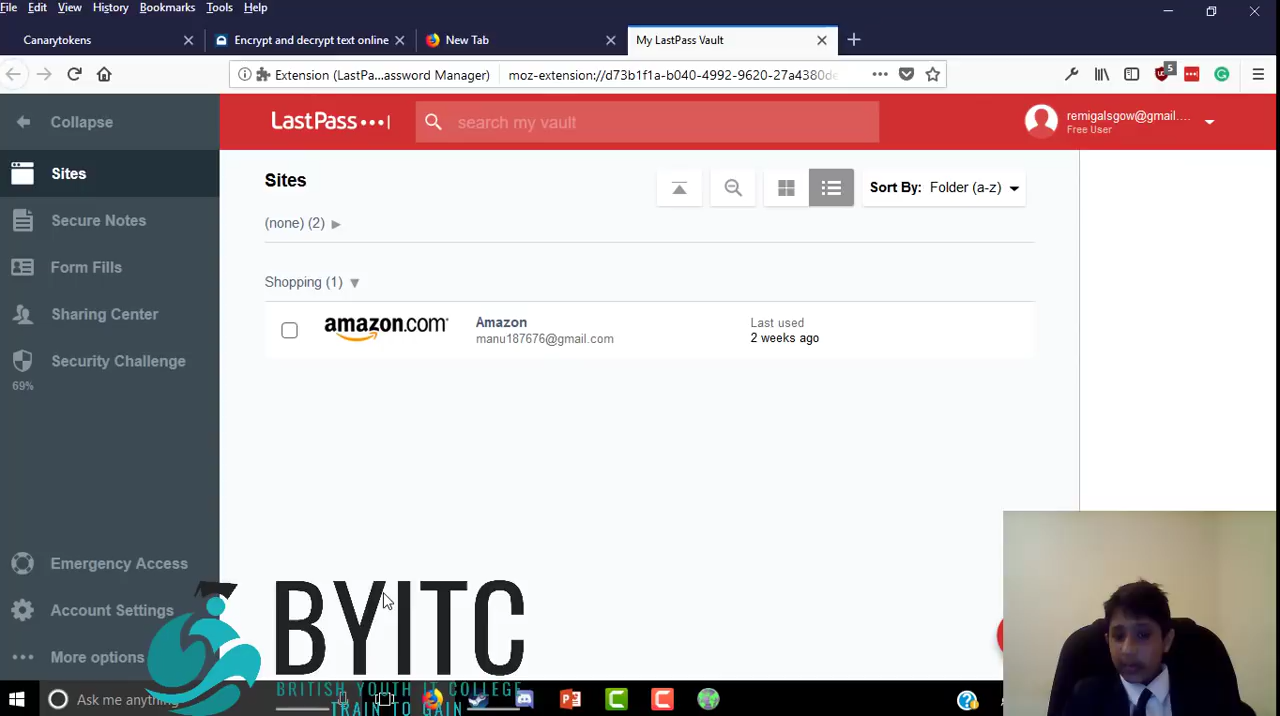 File Edit View History Bookmarks Tools Help
Canarytokens
Encrypt and decrypt text online
New Tab
My LastPass Vault
Extension (LastPa...assword Manager)
moz-extension://d73b1f1a-b040-4992-9620-27a4380de
5
Collapse
LastPass
search my vault
remigalsgow@gmail....
Free User
Sites
Secure Notes
Form Fills
Sharing Center
Security Challenge
69%
Emergency Access
Account Settings
More options
Sites
Sort By: Folder (a-z)
(none) (2)
Shopping (1)
amazon.com
Amazon
manu187676@gmail.com
Last used
2 weeks ago
BYITC
BRITISH YOUTH IT COLLEGE
TRAIN TO GAIN
Ask me anything